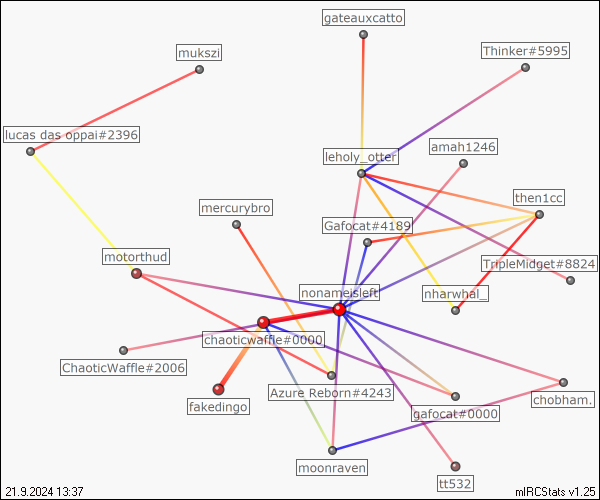 gateauxcatto
mukszi
Thinker#5995
lucas das oppai#2396
amah1246
leholy_otter
then1cc
mercurybro
Gafocat#4189
motorthud
TripleMidget#8824
nonameisleft
nharwhal_
chaoticwaffle#0000
ChaoticWaffle#2006
Azure Reborn#4243
chobham.
fakedingo
gafocat#0000
moonraven
tt532
21.9.2024 13:37
mIRCStats v1.25